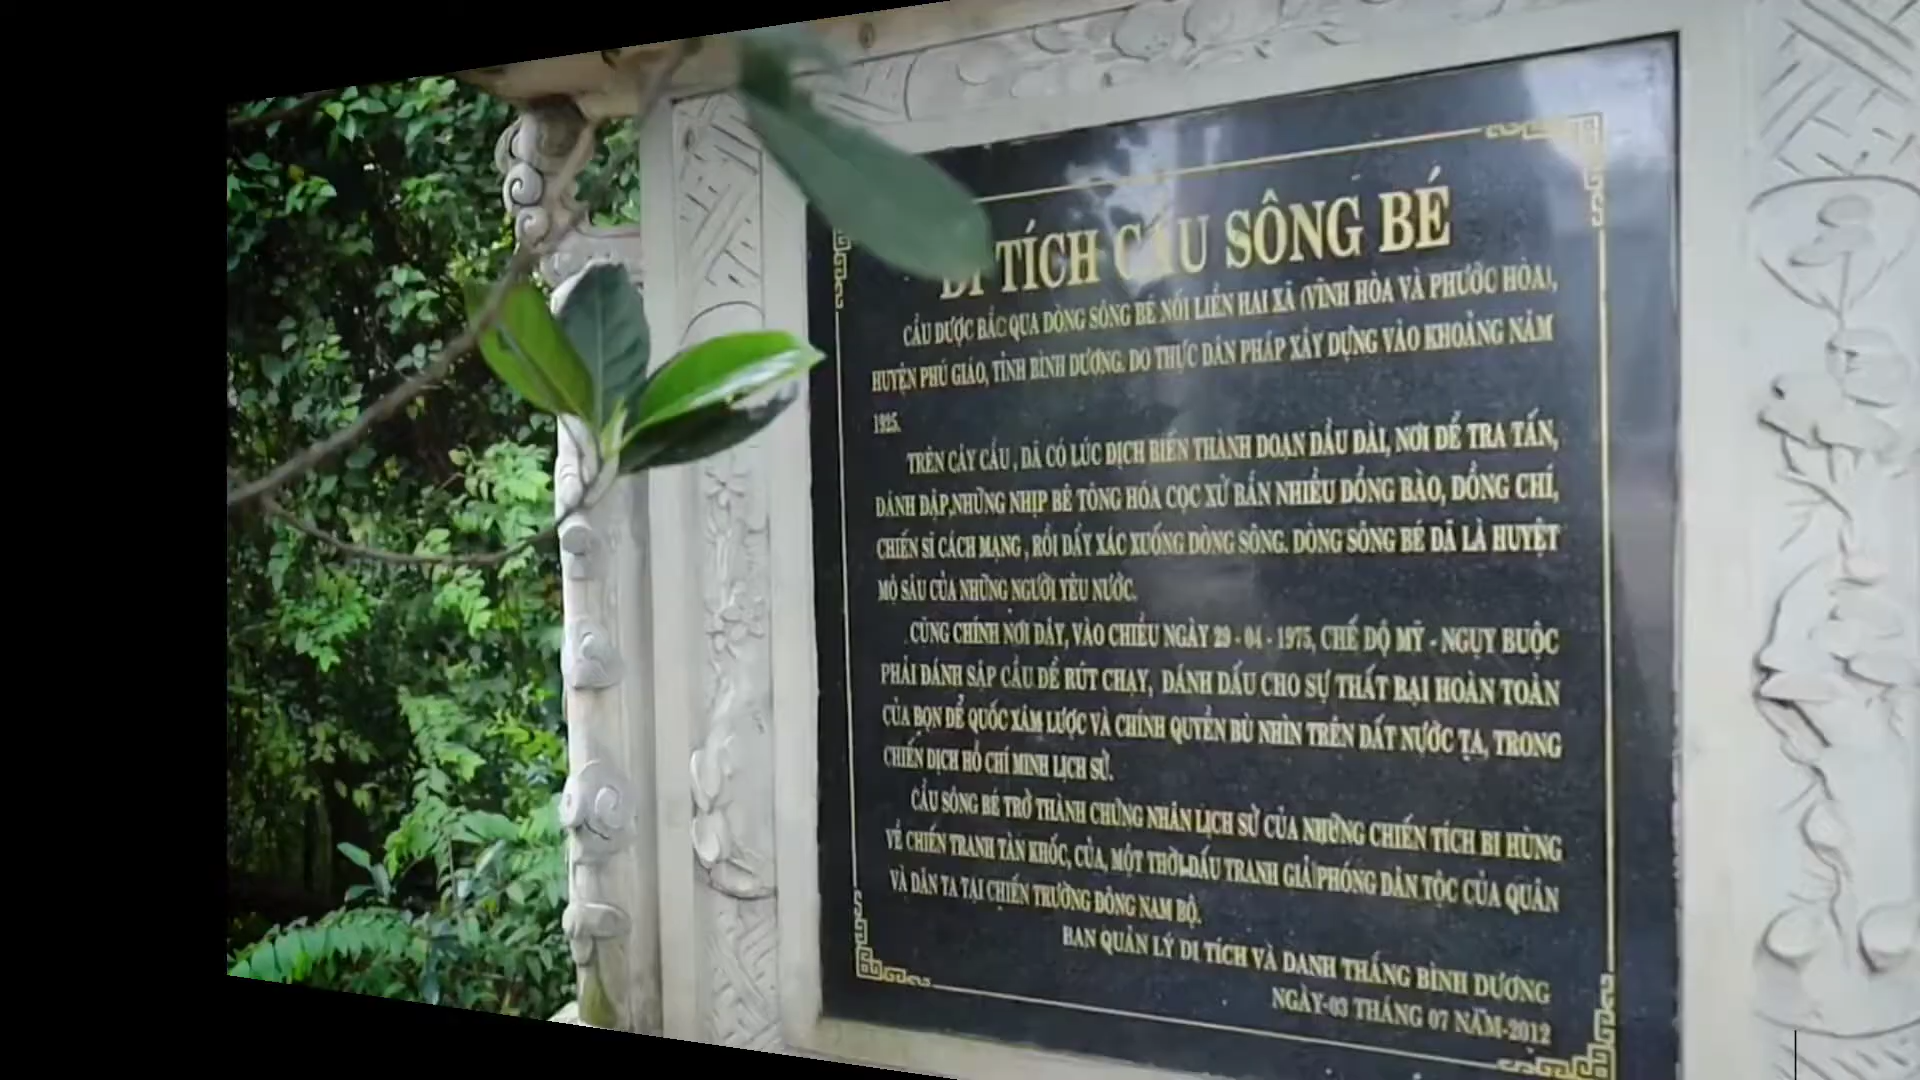 DI TÍCH CẦU SÔNG BÉ
CẦU ĐƯỢC BẮC QUA DÒNG SÔNG BÉ NỐI LIỀN HAI XÃ (VĨNH HÒA VÀ PHƯỚC HÒA),
HUYỆN PHÚ GIÁO, TỈNH BÌNH DƯƠNG. DO THỰC DÂN PHÁP XÂY DỰNG VÀO KHOẢNG NĂM
1925.
TRÊN CÂY CẦU, ĐÃ CÓ LÚC ĐỊCH BIẾN THÀNH ĐOẠN ĐẦU ĐÀI, NƠI ĐỂ TRA TẤN,
ĐÁNH ĐẬP,NHỮNG NHỊP BÊ TÔNG HÓA CỌC XỬ BẮN NHIỀU ĐỒNG BÀO, ĐỒNG CHÍ,
CHIẾN SĨ CÁCH MẠNG, RỒI ĐẨY XÁC XUỐNG DÒNG SÔNG. DÒNG SÔNG BÉ ĐÃ LÀ HUYỆT
MỘ SÂU CỦA NHỮNG NGƯỜI YÊU NƯỚC.
CŨNG CHÍNH NƠI ĐÂY, VÀO CHIỀU NGÀY 29 - 04 - 1975, CHẾ ĐỘ MỸ - NGỤY BUỘC
PHẢI ĐÁNH SẬP CẦU ĐỂ RÚT CHẠY, ĐÁNH DẤU CHO SỰ THẤT BẠI HOÀN TOÀN
CỦA BỌN ĐẾ QUỐC XÂM LƯỢC VÀ CHÍNH QUYỀN BÙ NHÌN TRÊN ĐẤT NƯỚC TA, TRONG
CHIẾN DỊCH HỒ CHÍ MINH LỊCH SỬ.
CẦU SÔNG BÉ TRỞ THÀNH CHỨNG NHÂN LỊCH SỬ CỦA NHỮNG CHIẾN TÍCH BI HÙNG
VỀ CHIẾN TRANH TÀN KHỐC, CỦA, MỘT THỜI ĐẤU TRANH GIẢI PHÓNG DÂN TỘC CỦA QUÂN
VÀ DÂN TA TẠI CHIẾN TRƯỜNG ĐÔNG NAM BỘ.
BAN QUẢN LÝ DI TÍCH VÀ DANH THẮNG BÌNH DƯƠNG
NGÀY-03 THÁNG 07 NĂM-2012